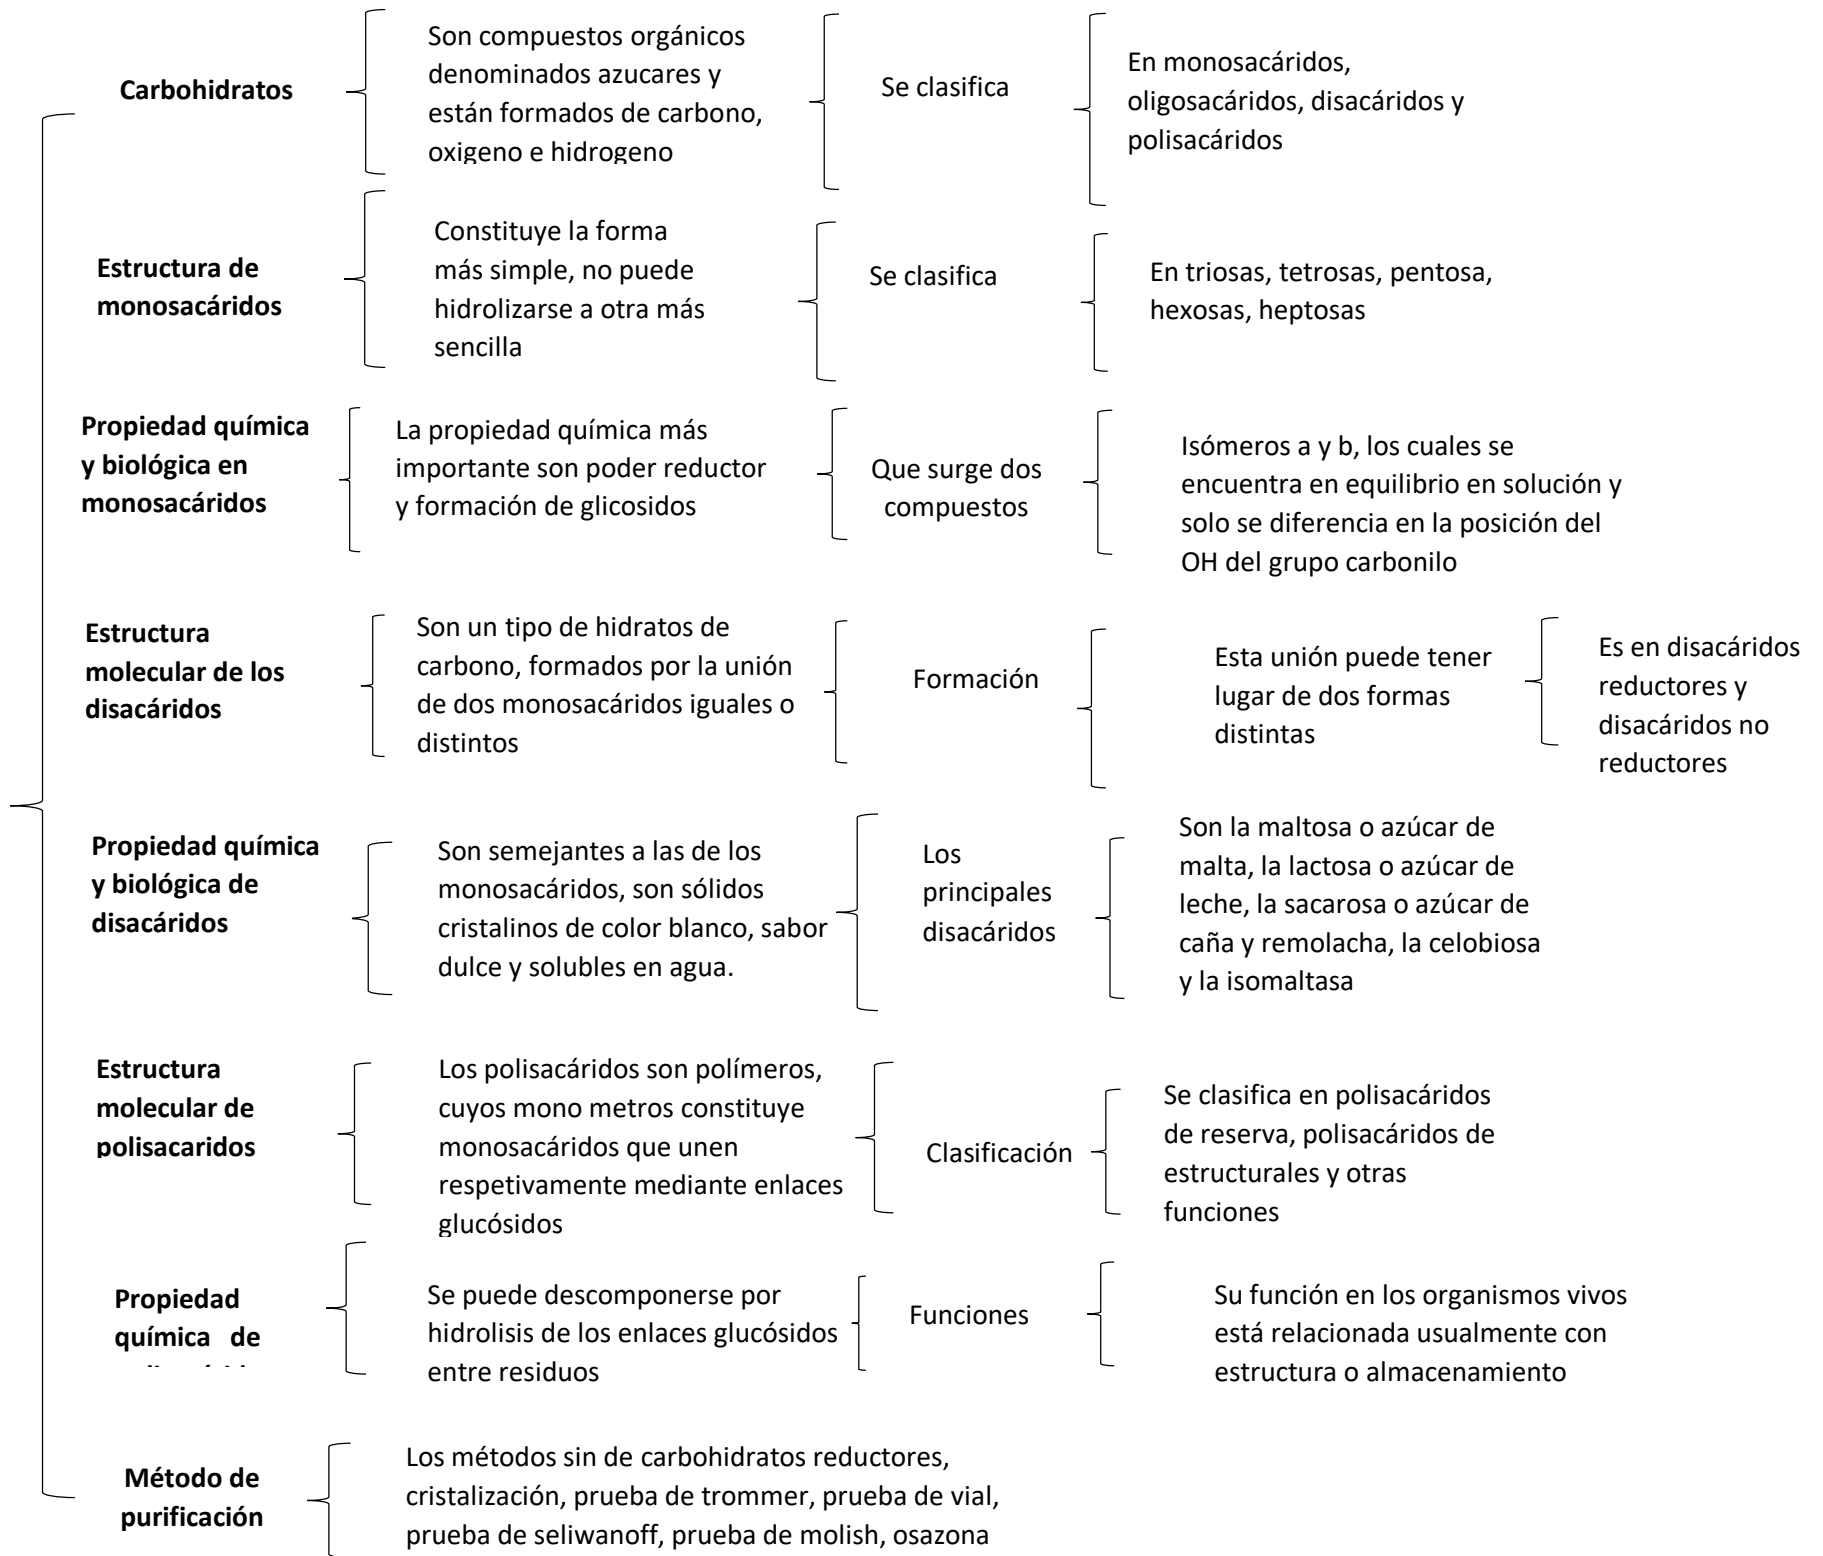 Carbohidratos
Son compuestos orgánicos
denominados azucares y
están formados de carbono,
oxigeno e hidrogeno
Se clasifica
En monosacáridos,
oligosacáridos, disacáridos y
polisacáridos
Estructura de
monosacáridos
Constituye la forma
más simple, no puede
hidrolizarse a otra más
sencilla
Se clasifica
En triosas, tetrosas, pentosa,
hexosas, heptosas
Propiedad química
y biológica en
monosacáridos
La propiedad química más
importante son poder reductor
y formación de glicosidos
Que surge dos
compuestos
Isómeros a y b, los cuales se
encuentra en equilibrio en solución y
solo se diferencia en la posición del
OH del grupo carbonilo
Estructura
molecular de los
disacáridos
Son un tipo de hidratos de
carbono, formados por la unión
de dos monosacáridos iguales o
distintos
Formación
Esta unión puede tener
lugar de dos formas
distintas
Es en disacáridos
reductores y
disacáridos no
reductores
Propiedad química
y biológica de
disacáridos
Son semejantes a las de los
monosacáridos, son sólidos
cristalinos de color blanco, sabor
dulce y solubles en agua.
Los
principales
disacáridos
Son la maltosa o azúcar de
malta, la lactosa o azúcar de
leche, la sacarosa o azúcar de
caña y remolacha, la celobiosa
y la isomaltasa
Estructura
molecular de
polisacaridos
Los polisacáridos son polímeros,
cuyos mono metros constituye
monosacáridos que unen
respetivamente mediante enlaces
glucósidos
Clasificación
Se clasifica en polisacáridos
de reserva, polisacáridos de
estructurales y otras
funciones
Propiedad
química de
Se puede descomponerse por
hidrolisis de los enlaces glucósidos
entre residuos
Funciones
Su función en los organismos vivos
está relacionada usualmente con
estructura o almacenamiento
Método de
purificación
Los métodos sin de carbohidratos reductores,
cristalización, prueba de trommer, prueba de vial,
prueba de seliwanoff, prueba de molish, osazona